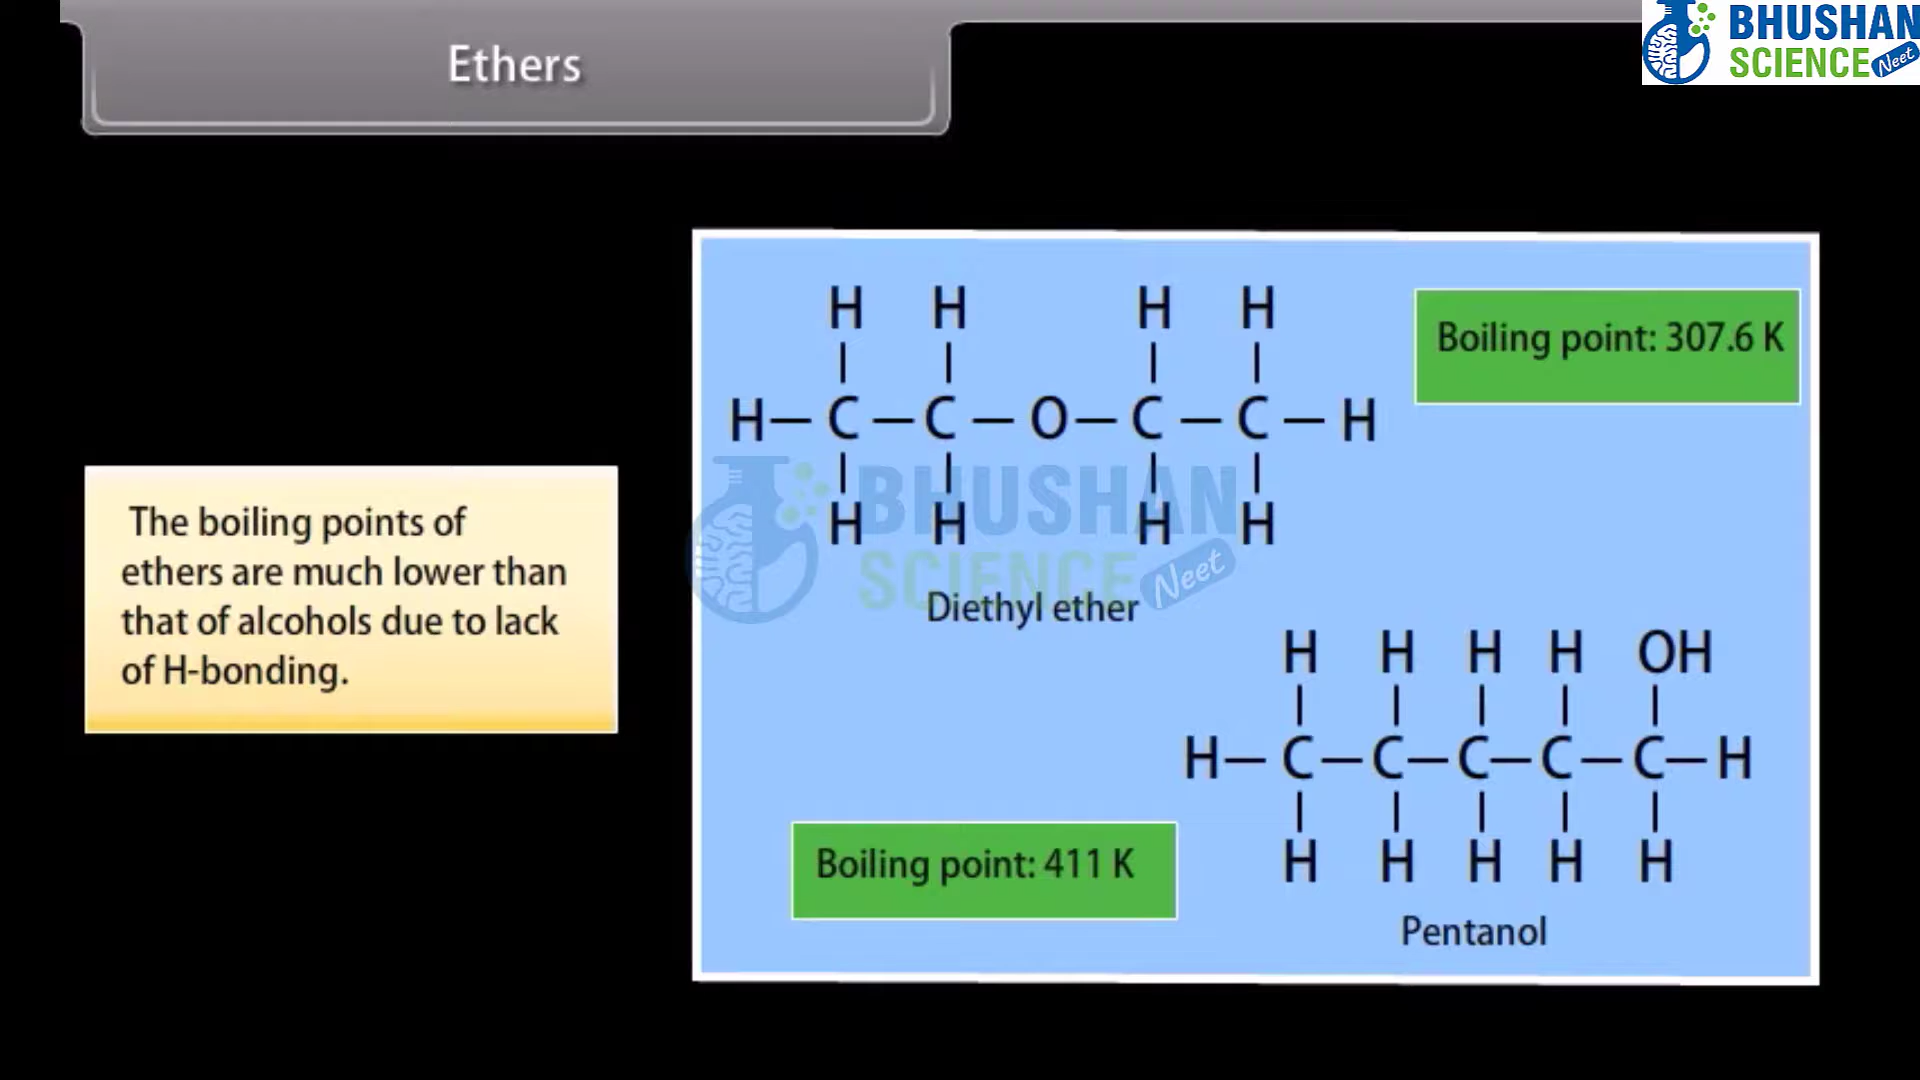 Ethers
BHUSHAN
SCIENCE Neet
The boiling points of
ethers are much lower than
that of alcohols due to lack
of H-bonding.
H H H H
Boiling point: 307.6 K
H—C—C—O—C—C—H
H H H H
BHUSHAN
SCIENCE Neet
Diethyl ether
H H H H OH
H—C—C—C—C—C—H
H H H H H
Boiling point: 411 K
Pentanol